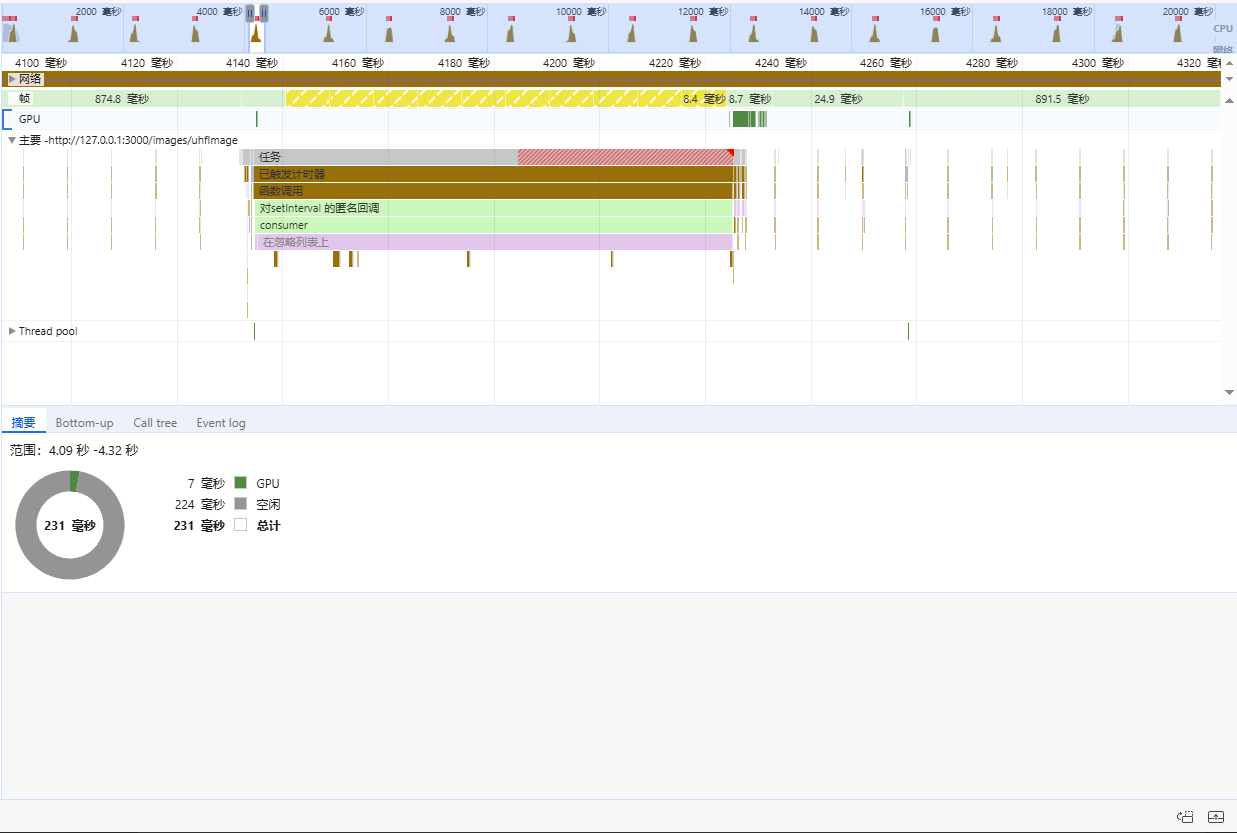 2000 毫秒 4000 毫秒 6000 毫秒 8000 毫秒 10000 毫秒 12000 毫秒 14000 毫秒 16000 毫秒 18000 毫秒 20000 毫秒
CPU
网络
4100 毫秒 4120 毫秒 4140 毫秒 4160 毫秒 4180 毫秒 4200 毫秒 4220 毫秒 4240 毫秒 4260 毫秒 4280 毫秒 4300 毫秒 4320 毫秒
网络
帧 874.8 毫秒 8.4 毫秒 8.7 毫秒 24.9 毫秒 891.5 毫秒
GPU
主要 -http://127.0.0.1:3000/images/uhfImage
任务
已触发计时器
函数调用
对setInterval 的匿名回调
consumer
在忽略列表上
Thread pool
摘要 Bottom-up Call tree Event log
范围：4.09 秒 -4.32 秒
7 毫秒 GPU
224 毫秒 空闲
231 毫秒 231 毫秒 总计